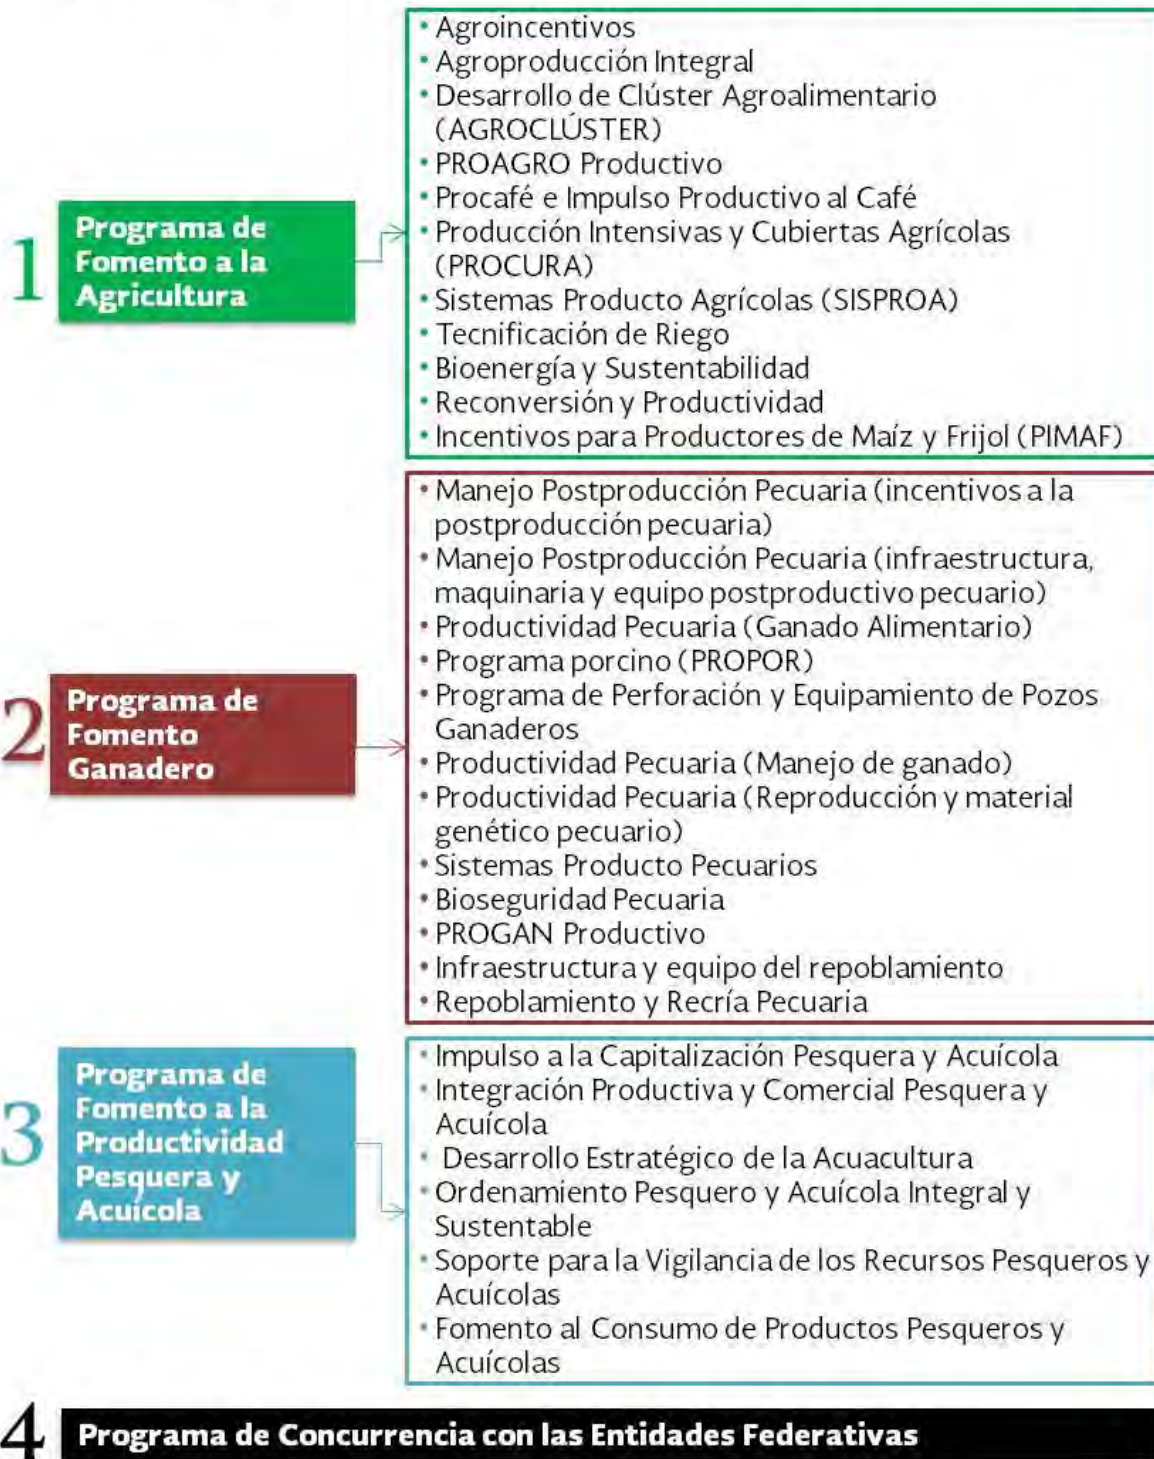 1
Programa de
Fomento a la
Agricultura
• Agroincentivos
• Agroproducción Integral
• Desarrollo de Clúster Agroalimentario
(AGROCLÚSTER)
• PROAGRO Productivo
• Procafé e Impulso Productivo al Café
• Producción Intensivas y Cubiertas Agrícolas
(PROCURA)
• Sistemas Producto Agrícolas (SISPROA)
• Tecnificación de Riego
• Bioenergía y Sustentabilidad
• Reconversión y Productividad
• Incentivos para Productores de Maíz y Frijol (PIMAF)
2
Programa de
Fomento
Ganadero
• Manejo Postproducción Pecuaria (incentivos a la
postproducción pecuaria)
• Manejo Postproducción Pecuaria (infraestructura,
maquinaria y equipo postproductivo pecuario)
• Productividad Pecuaria (Ganado Alimentario)
• Programa porcino (PROPOR)
• Programa de Perforación y Equipamiento de Pozos
Ganaderos
• Productividad Pecuaria (Manejo de ganado)
• Productividad Pecuaria (Reproducción y material
genético pecuario)
• Sistemas Producto Pecuarios
• Bioseguridad Pecuaria
• PROGAN Productivo
• Infraestructura y equipo del repoblamiento
• Repoblamiento y Recría Pecuaria
3
Programa de
Fomento a la
Productividad
Pesquera y
Acuícola
• Impulso a la Capitalización Pesquera y Acuícola
• Integración Productiva y Comercial Pesquera y
Acuícola
• Desarrollo Estratégico de la Acuacultura
• Ordenamiento Pesquero y Acuícola Integral y
Sustentable
• Soporte para la Vigilancia de los Recursos Pesqueros y
Acuícolas
• Fomento al Consumo de Productos Pesqueros y
Acuícolas
4
Programa de Concurrencia con las Entidades Federativas